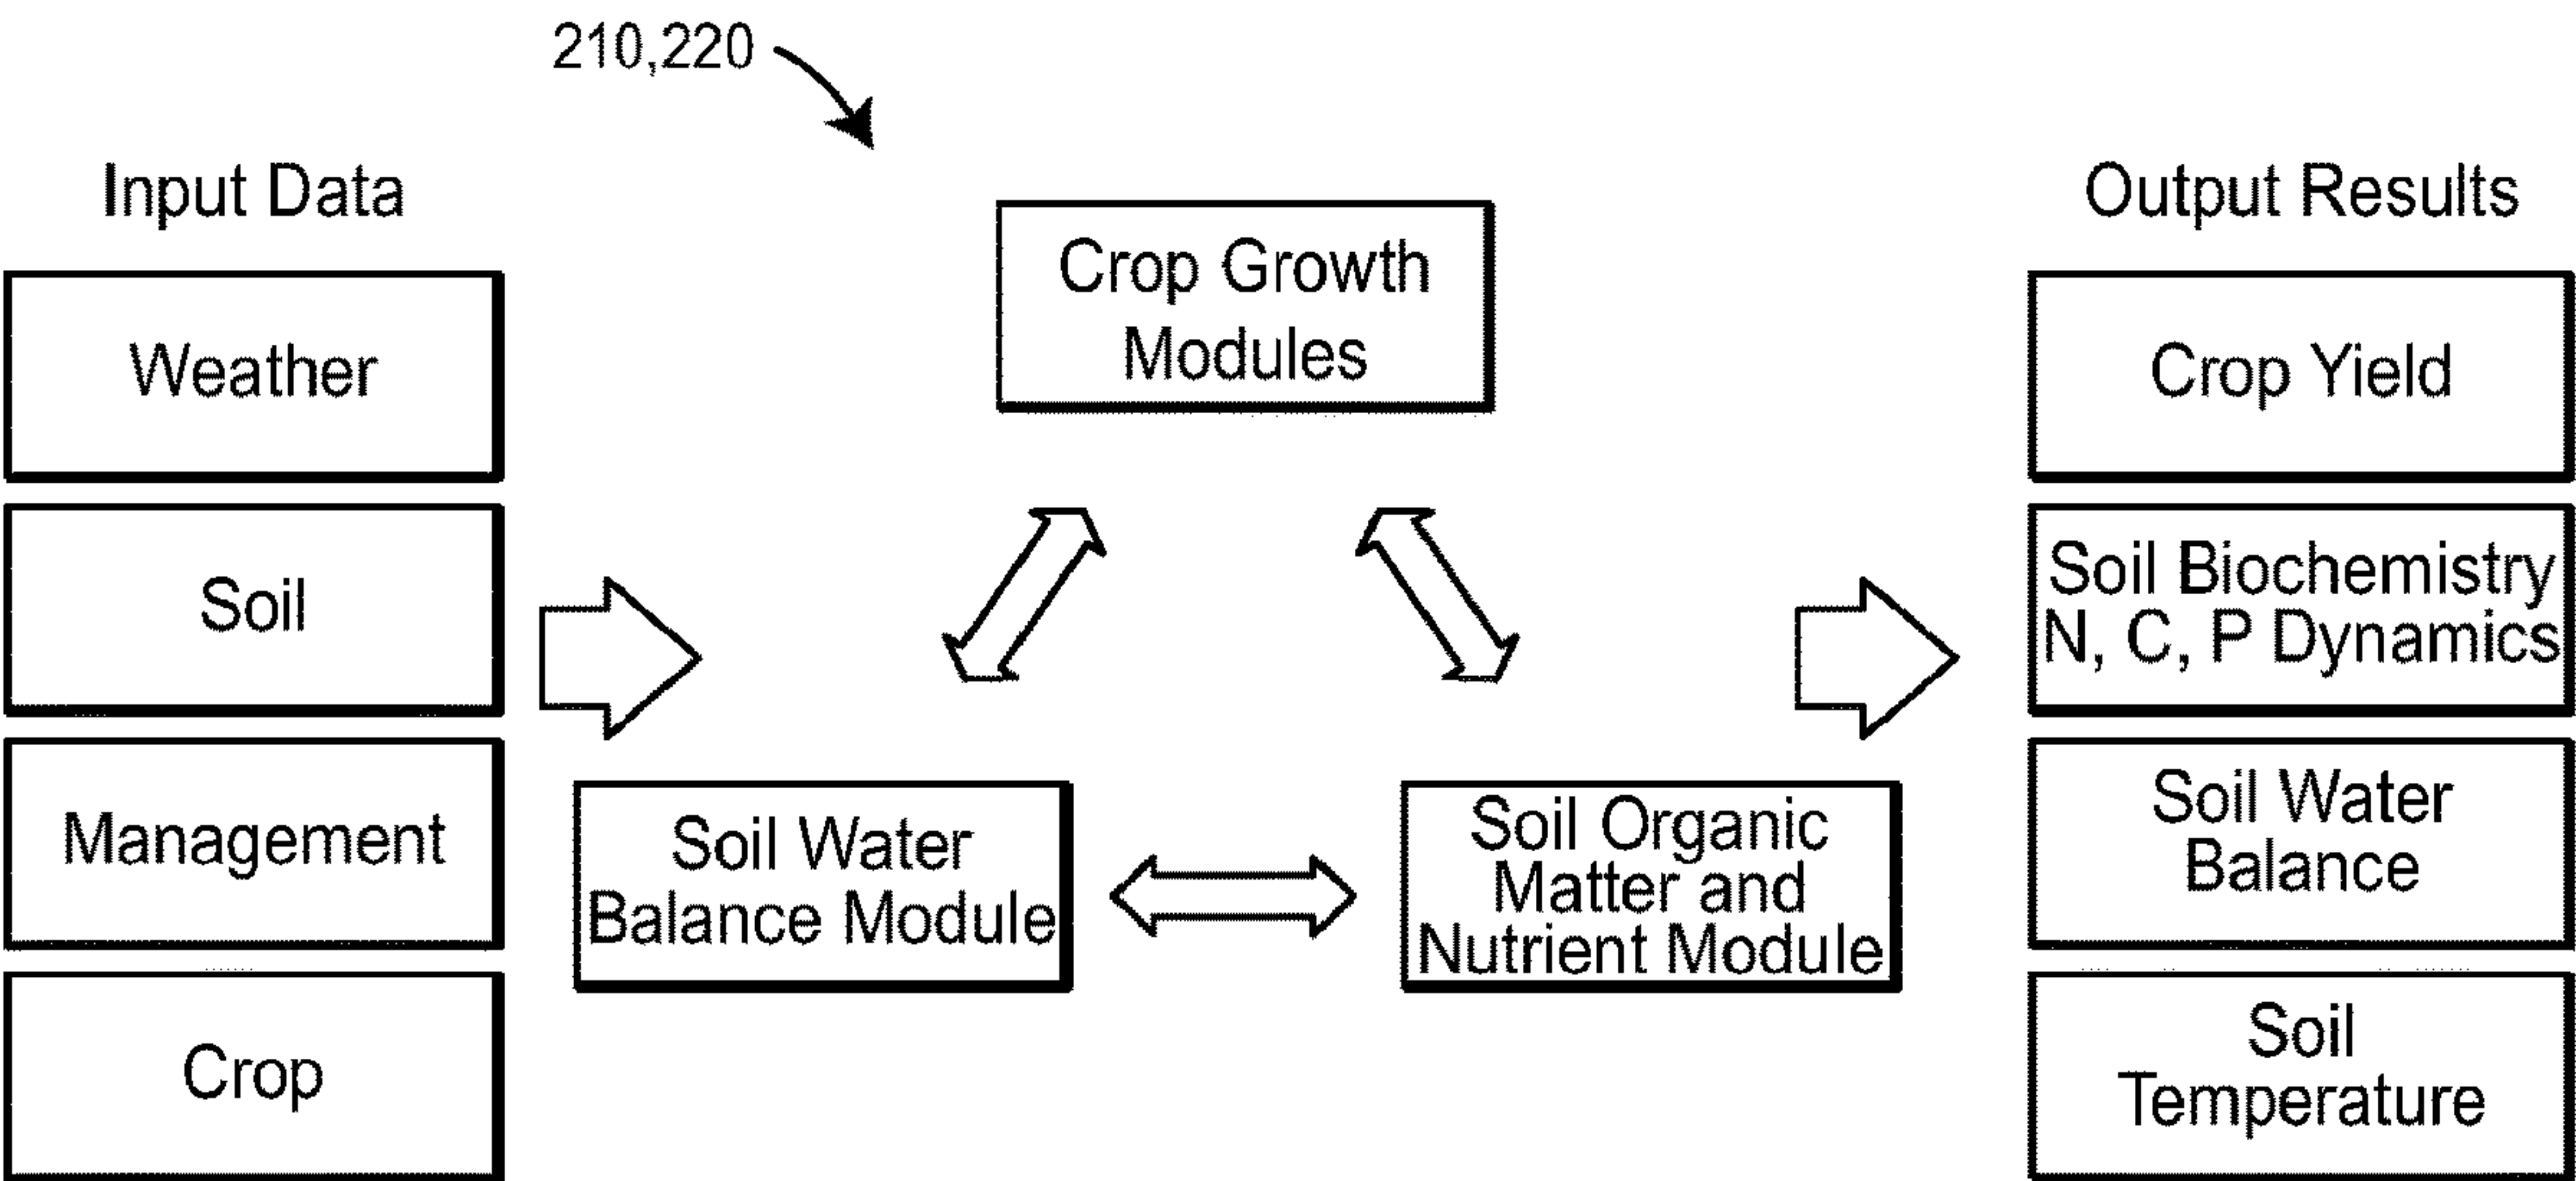 210,220
Input Data
Weather
Soil
Management
Crop
Crop Growth
Modules
Soil Water
Balance Module
Soil Organic
Matter and
Nutrient Module
Output Results
Crop Yield
Soil Biochemistry
N, C, P Dynamics
Soil Water
Balance
Soil
Temperature